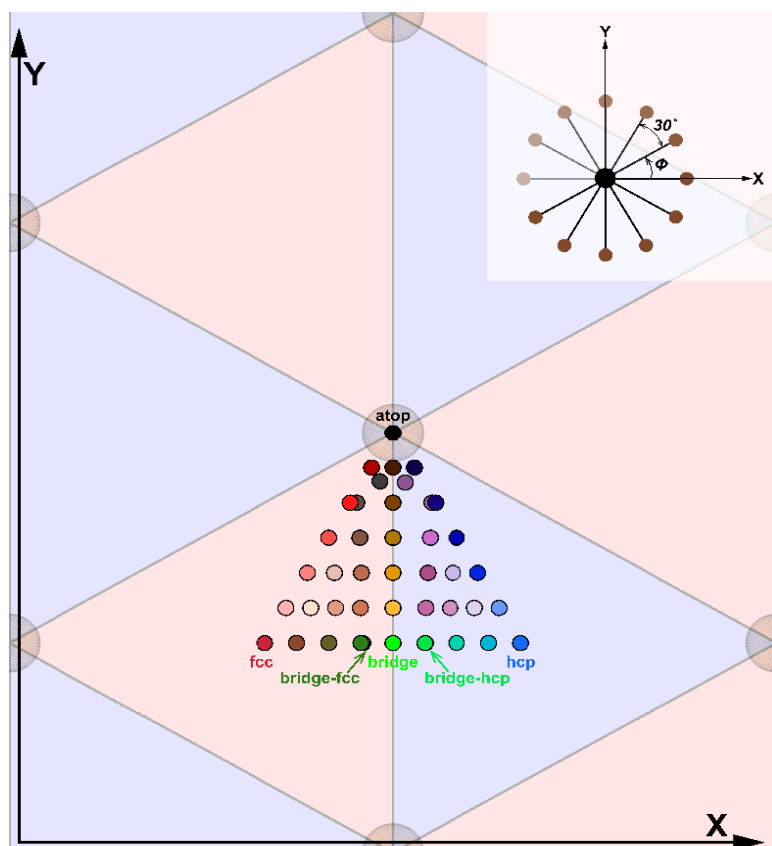 Y
Y
30°
Φ
X
atop
fcc
bridge
hcp
bridge-fcc
bridge-hcp
X